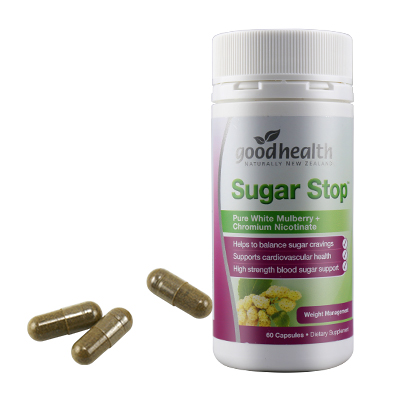 goodhealth
NATURALLY NEW ZEALAND
Sugar Stop™
Pure White Mulberry +
Chromium Nicotinate
Helps to balance sugar cravings
Supports cardiovascular health
High strength blood sugar support
Weight Management
60 Capsules • Dietary Supplement